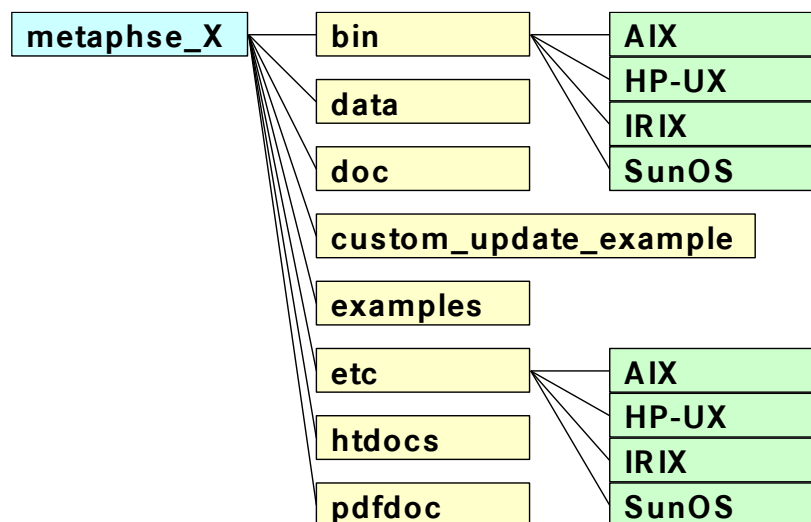 metaphse_X
bin
AIX
HP-UX
data
IRIX
doc
SunOS
custom_update_example
examples
etc
AIX
HP-UX
htdocs
IRIX
pdfdoc
SunOS